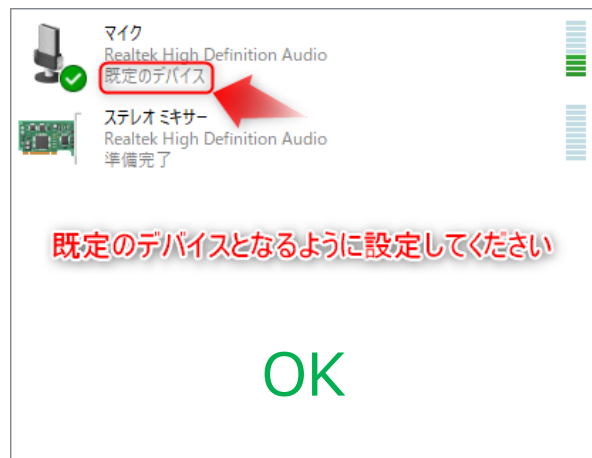 マイク
Realtek High Definition Audio
既定のデバイス
ステレオ ミキサー
Realtek High Definition Audio
準備完了
既定のデバイスとなるように設定してください
OK